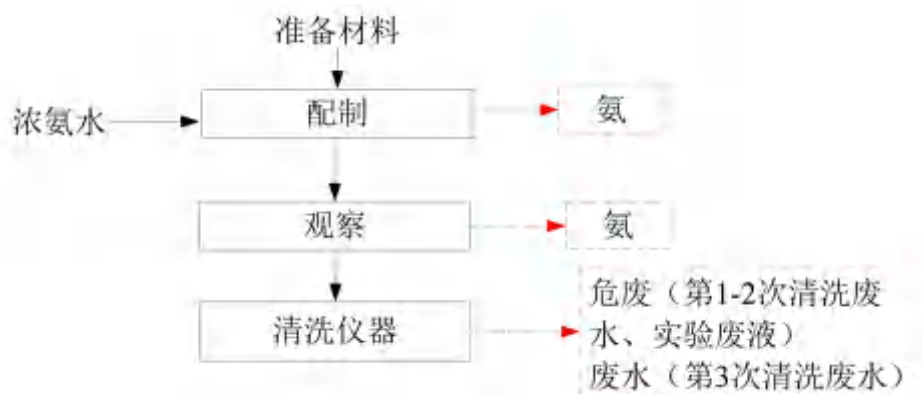 准备材料
浓氨水
配制
氨
观察
氨
清洗仪器
危废（第1-2次清洗废
水、实验废液）
废水（第3次清洗废水）